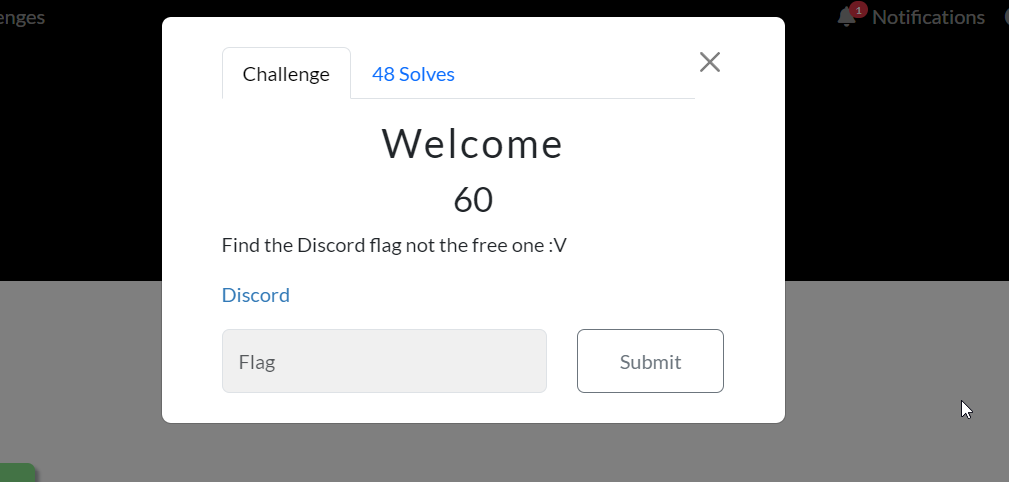 enges
1 Notifications
Challenge 48 Solves
Welcome
60
Find the Discord flag not the free one :V
Discord
Flag Submit